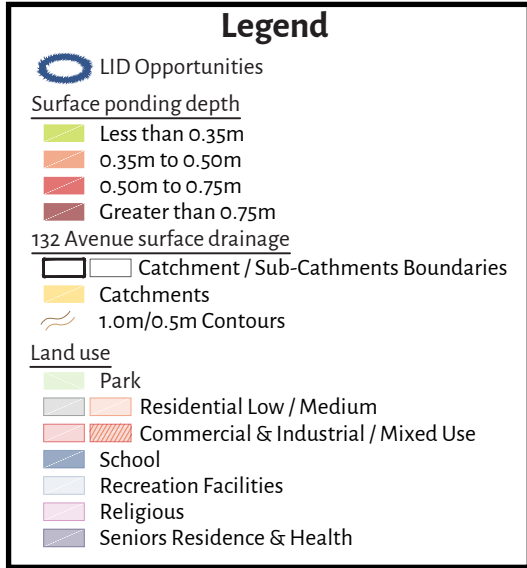 Legend
LID Opportunities
Surface ponding depth
Less than 0.35m
0.35m to 0.50m
0.50m to 0.75m
Greater than 0.75m
132 Avenue surface drainage
Catchment / Sub-Cathments Boundaries
Catchments
1.0m/0.5m Contours
Land use
Park
Residential Low / Medium
Commercial & Industrial / Mixed Use
School
Recreation Facilities
Religious
Seniors Residence & Health